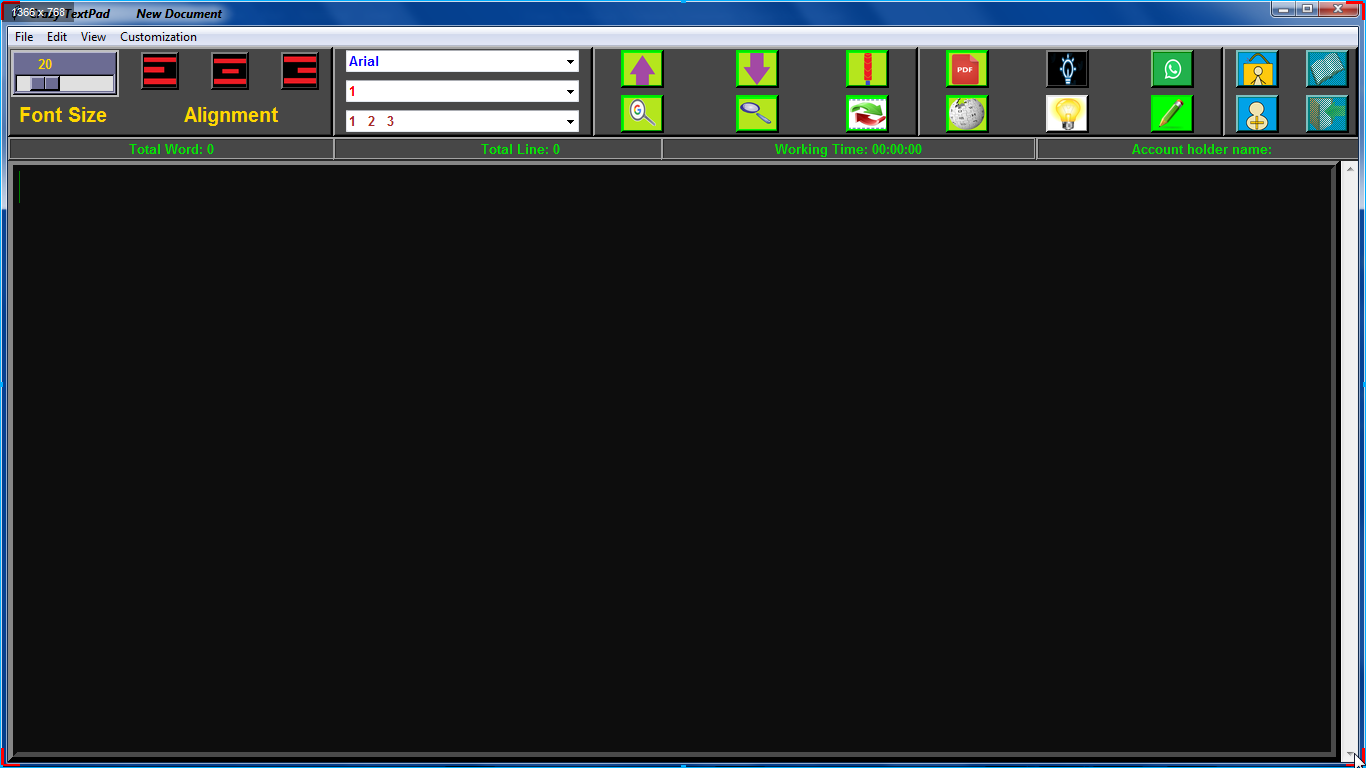 1366 x 768
TextPad New Document
File Edit View Customization
20
Font Size
Alignment
Arial
1
1 2 3
G
PDF
Total Word: 0
Total Line: 0
Working Time: 00:00:00
Account holder name: